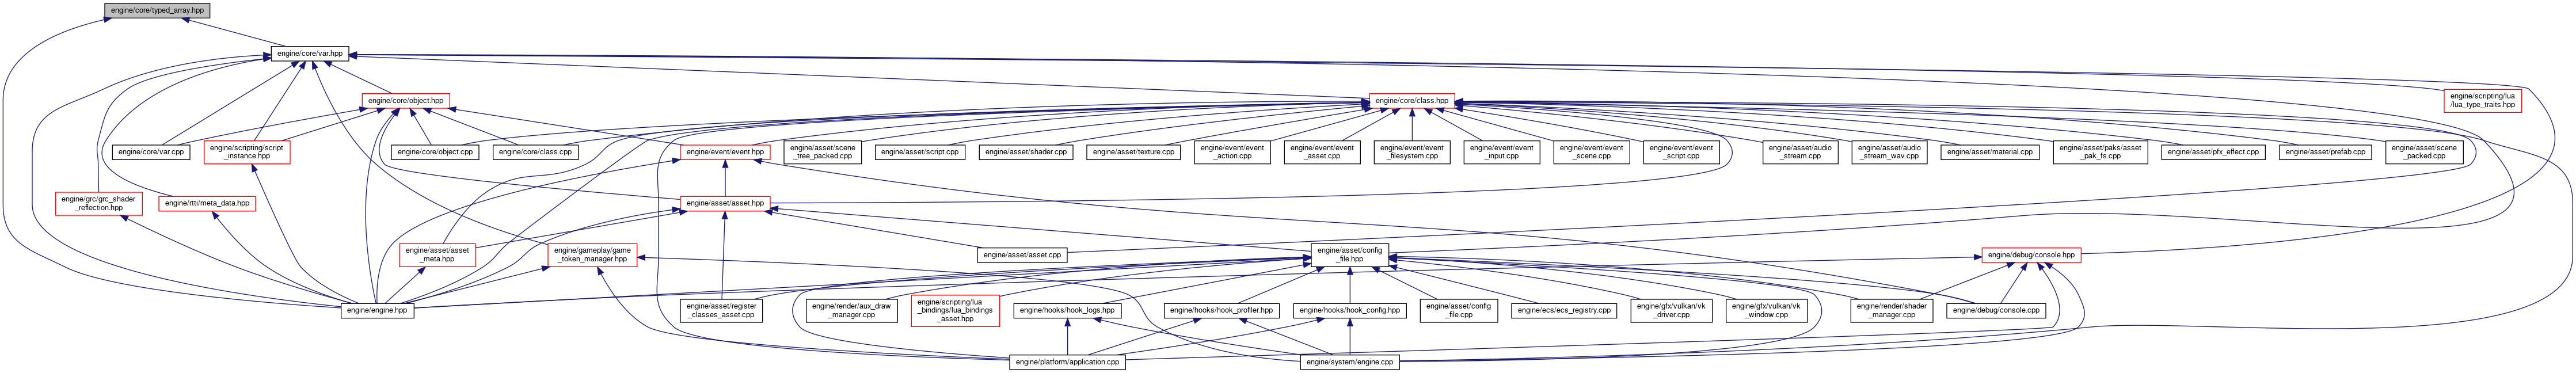 engine/core/typed_array.hpp
engine/core/var.hpp
engine/core/object.hpp
engine/core/class.hpp
engine/scripting/lua
/lua_type_traits.hpp
engine/core/var.cpp
engine/scripting/script
_instance.hpp
engine/core/object.cpp
engine/core/class.cpp
engine/event/event.hpp
engine/asset/scene
_tree_packed.cpp
engine/asset/script.cpp
engine/asset/shader.cpp
engine/asset/texture.cpp
engine/event/event
_action.cpp
engine/event/event
_asset.cpp
engine/event/event
_filesystem.cpp
engine/event/event
_input.cpp
engine/event/event
_scene.cpp
engine/event/event
_script.cpp
engine/asset/audio
_stream.cpp
engine/asset/audio
_stream_wav.cpp
engine/asset/material.cpp
engine/asset/paks/asset
_pak_fs.cpp
engine/asset/pfx_effect.cpp
engine/asset/prefab.cpp
engine/asset/scene
_packed.cpp
engine/grc/grc_shader
_reflection.hpp
engine/rtti/meta_data.hpp
engine/asset/asset.hpp
engine/asset/asset
_meta.hpp
engine/gameplay/game
_token_manager.hpp
engine/asset/asset.cpp
engine/asset/config
_file.hpp
engine/debug/console.hpp
engine/engine.hpp
engine/asset/register
_classes_asset.cpp
engine/render/aux_draw
_manager.cpp
engine/scripting/lua
_bindings/lua_bindings
_asset.hpp
engine/hooks/hook_logs.hpp
engine/hooks/hook_profiler.hpp
engine/hooks/hook_config.hpp
engine/asset/config
_file.cpp
engine/ecs/ecs_registry.cpp
engine/gfx/vulkan/vk
_driver.cpp
engine/gfx/vulkan/vk
_window.cpp
engine/render/shader
_manager.cpp
engine/debug/console.cpp
engine/platform/application.cpp
engine/system/engine.cpp